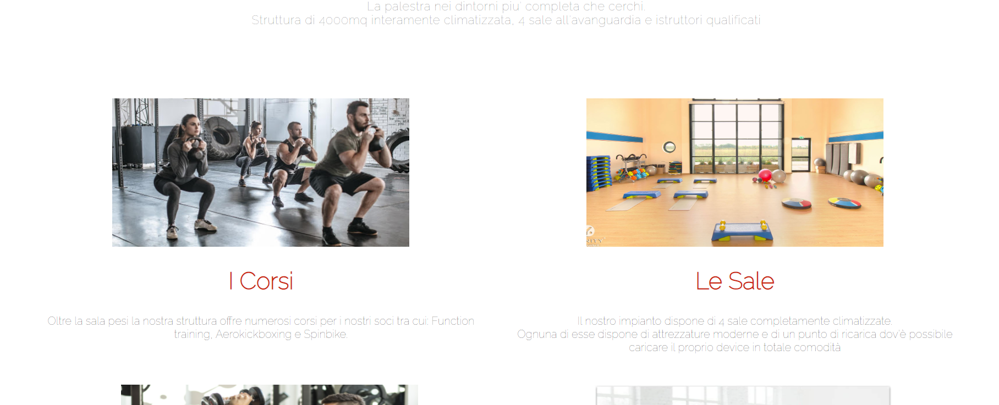 La palestra nei dintorni piu' completa che cerchi.
Struttura di 4000mq interamente climatizzata, 4 sale all'avanguardia e istruttori qualificati
I Corsi
Oltre la sala pesi la nostra struttura offre numerosi corsi per i nostri soci tra cui: Function
training, Aerokickboxing e Spinbike.
Le Sale
Il nostro impianto dispone di 4 sale completamente climatizzate.
Ognuna di esse dispone di attrezzature moderne e di un punto di ricarica dov'è possibile
caricare il proprio device in totale comodità